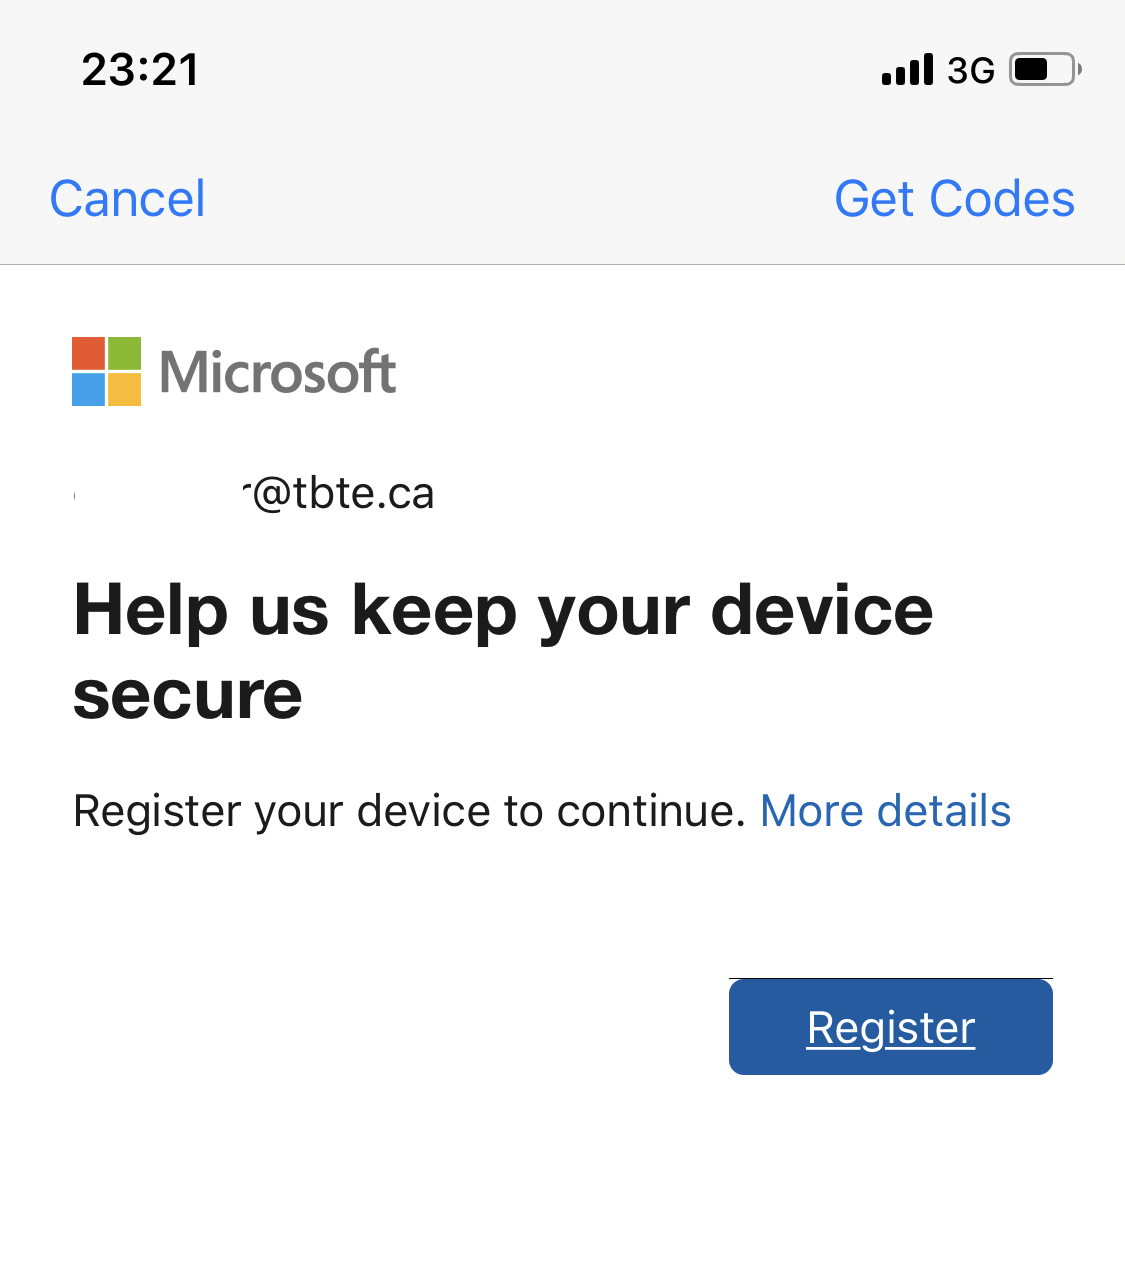 23:21 3G
Cancel Get Codes
Microsoft
r@tbte.ca
Help us keep your device
secure
Register your device to continue. More details
Register